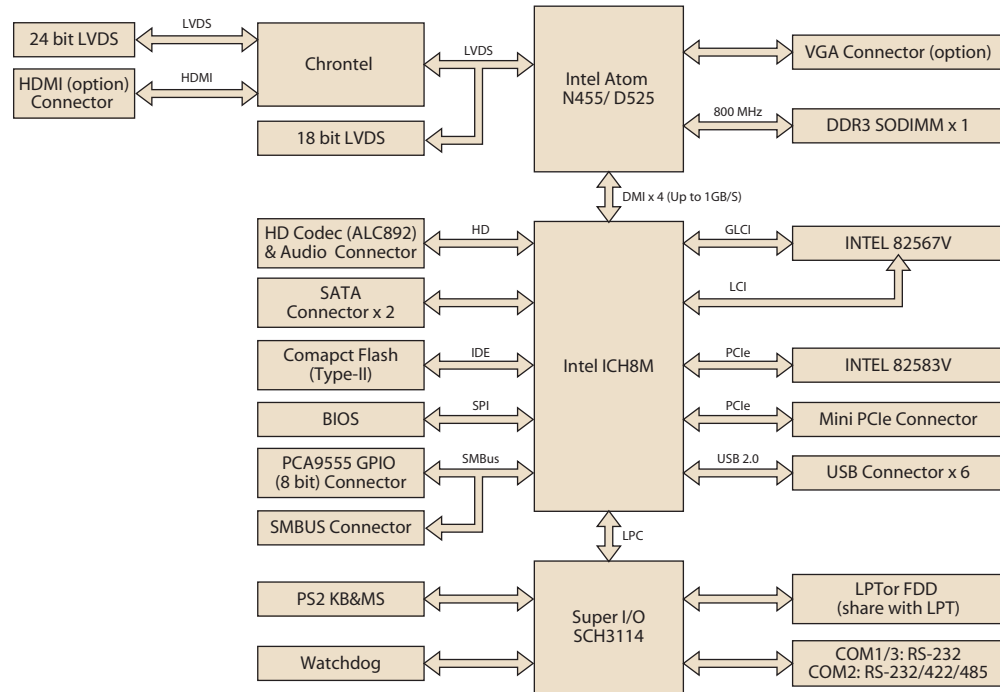 24 bit LVDS
LVDS
Chrontel
LVDS
Intel Atom
N455/ D525
VGA Connector (option)
HDMI (option)
Connector
HDMI
18 bit LVDS
800 MHz
DDR3 SODIMM x 1
DMI x 4 (Up to 1GB/S)
HD Codec (ALC892)
& Audio Connector
HD
Intel ICH8M
GLCI
INTEL 82567V
SATA
Connector x 2
LCI
Comapct Flash
(Type-II)
IDE
PCIe
INTEL 82583V
BIOS
SPI
PCIe
Mini PCIe Connector
PCA9555 GPIO
(8 bit) Connector
SMBus
USB 2.0
USB Connector x 6
SMBUS Connector
LPC
PS2 KB&MS
Super I/O
SCH3114
LPTor FDD
(share with LPT)
Watchdog
COM1/3: RS-232
COM2: RS-232/422/485